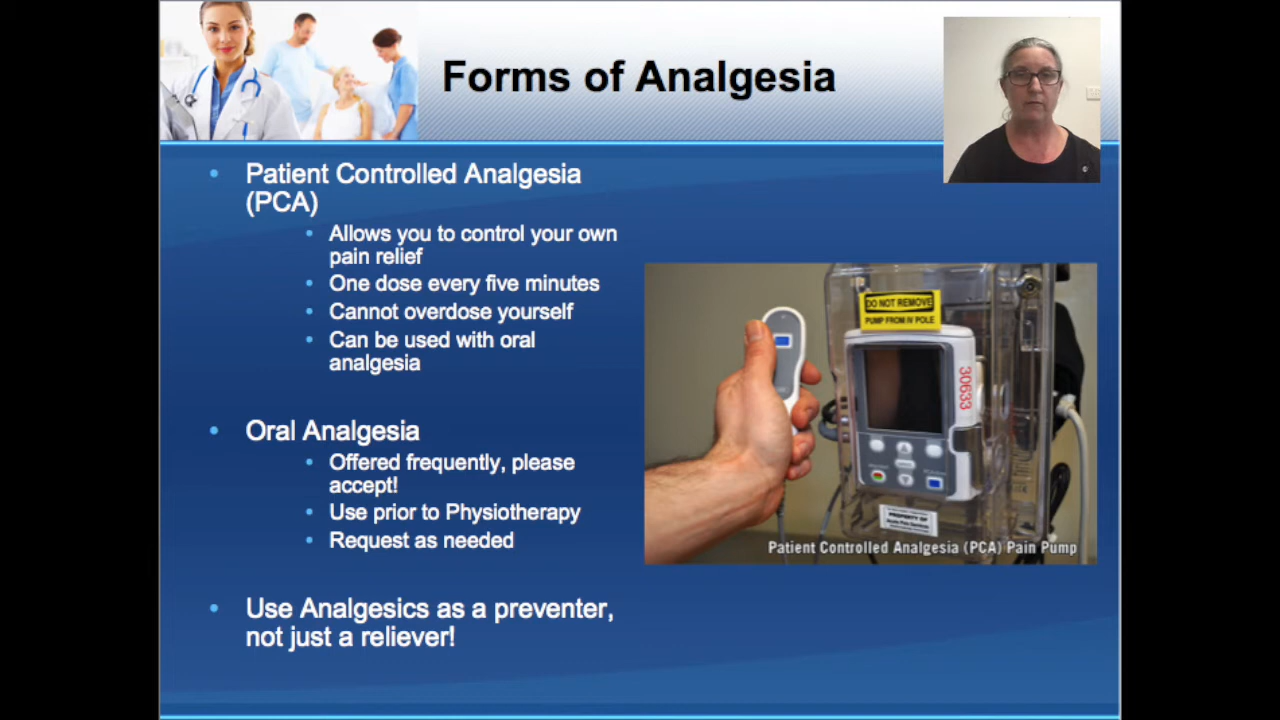 Forms of Analgesia
Patient Controlled Analgesia
(PCA)
Allows you to control your own
pain relief
One dose every five minutes
Cannot overdose yourself
Can be used with oral
analgesia
Oral Analgesia
Offered frequently, please
accept!
Use prior to Physiotherapy
Request as needed
Use Analgesics as a preventer,
not just a reliever!
DO NOT REMOVE
PUMP FROM IV POLE
30633
PROPERTY OF
Patient Controlled Analgesia (PCA) Pain Pump